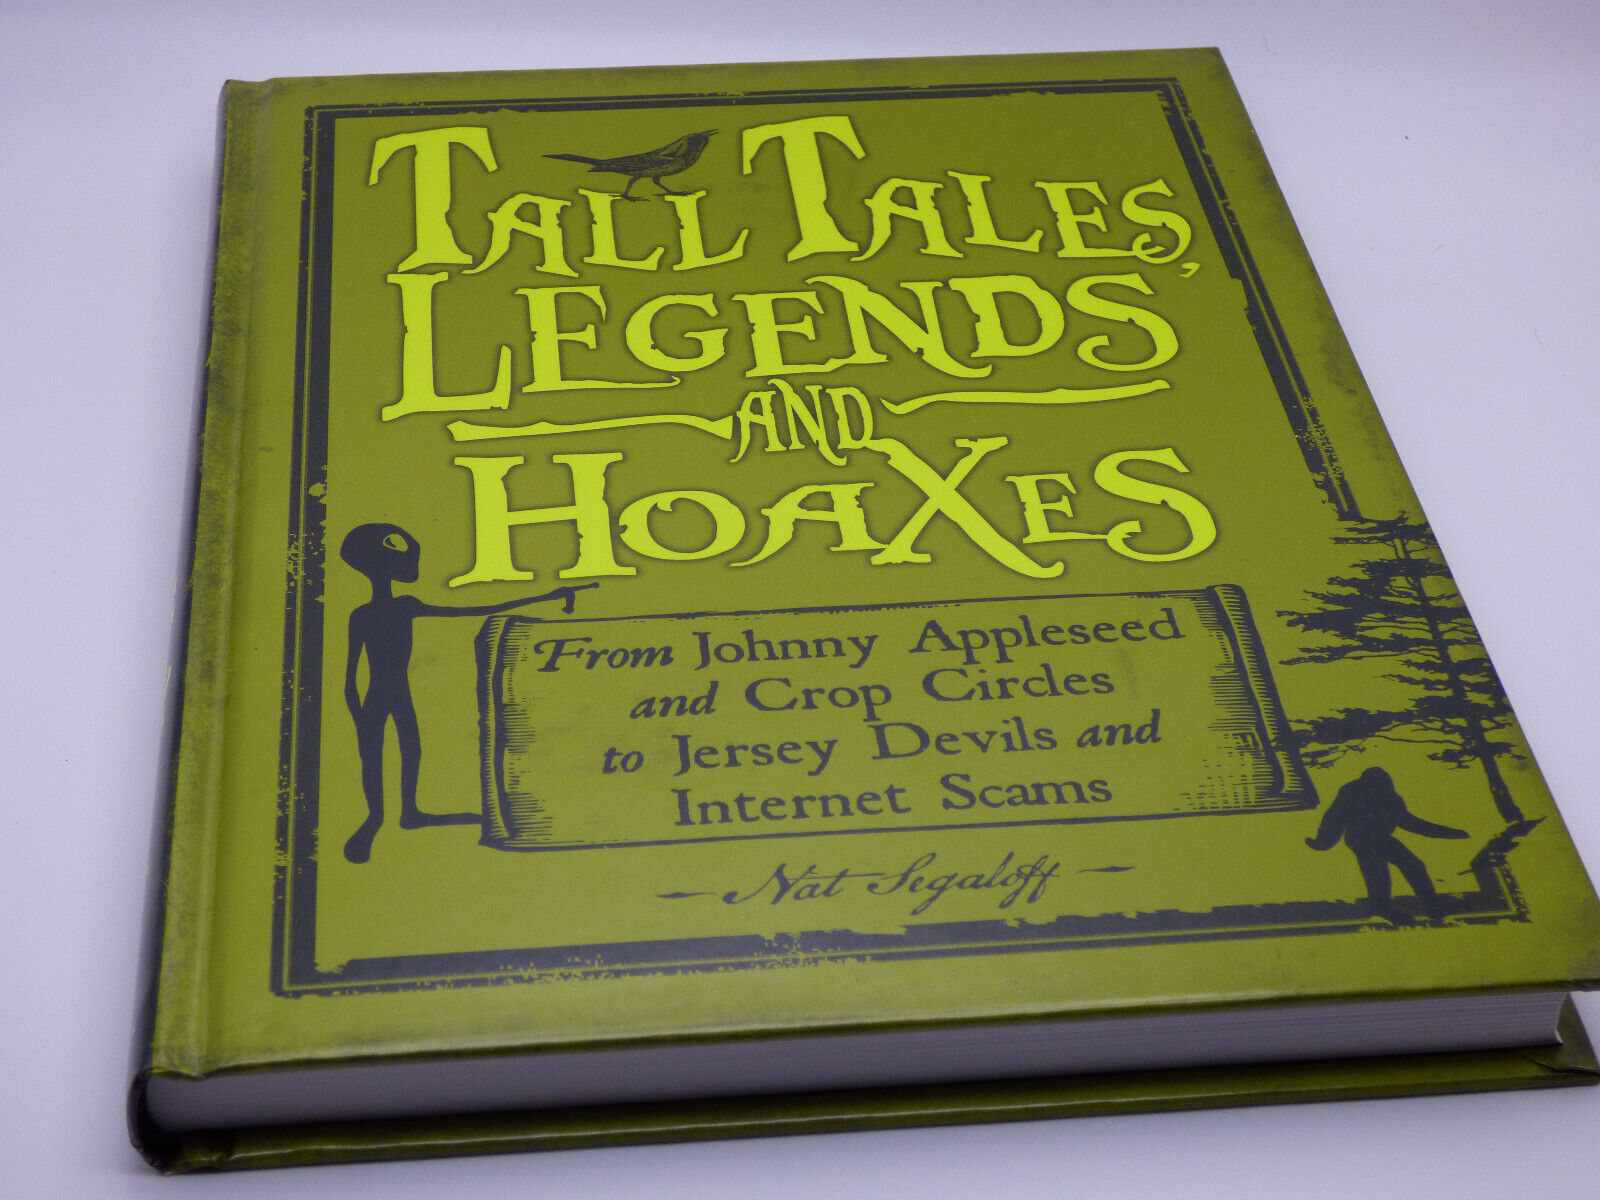 Tall Tales,
Legends
and
Hoaxes
From Johnny Appleseed
and Crop Circles
to Jersey Devils and
Internet Scams
— Nat Segaloff —